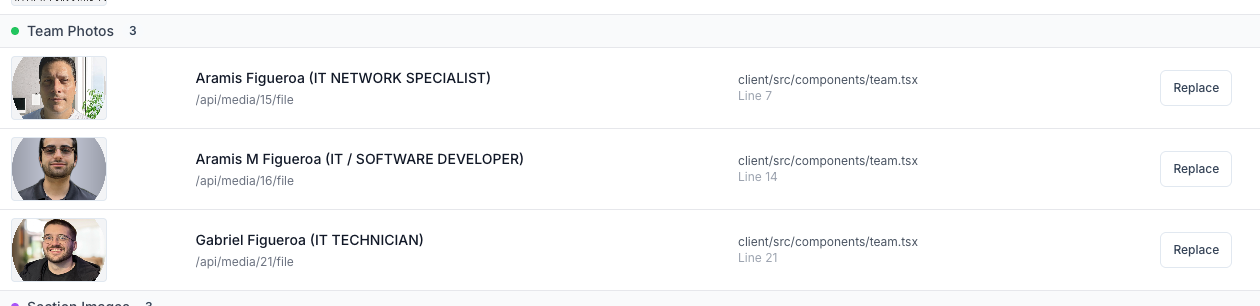 Team Photos 3
Aramis Figueroa (IT NETWORK SPECIALIST)
/api/media/15/file
client/src/components/team.tsx
Line 7
Replace
Aramis M Figueroa (IT / SOFTWARE DEVELOPER)
/api/media/16/file
client/src/components/team.tsx
Line 14
Replace
Gabriel Figueroa (IT TECHNICIAN)
/api/media/21/file
client/src/components/team.tsx
Line 21
Replace
Section Images 3